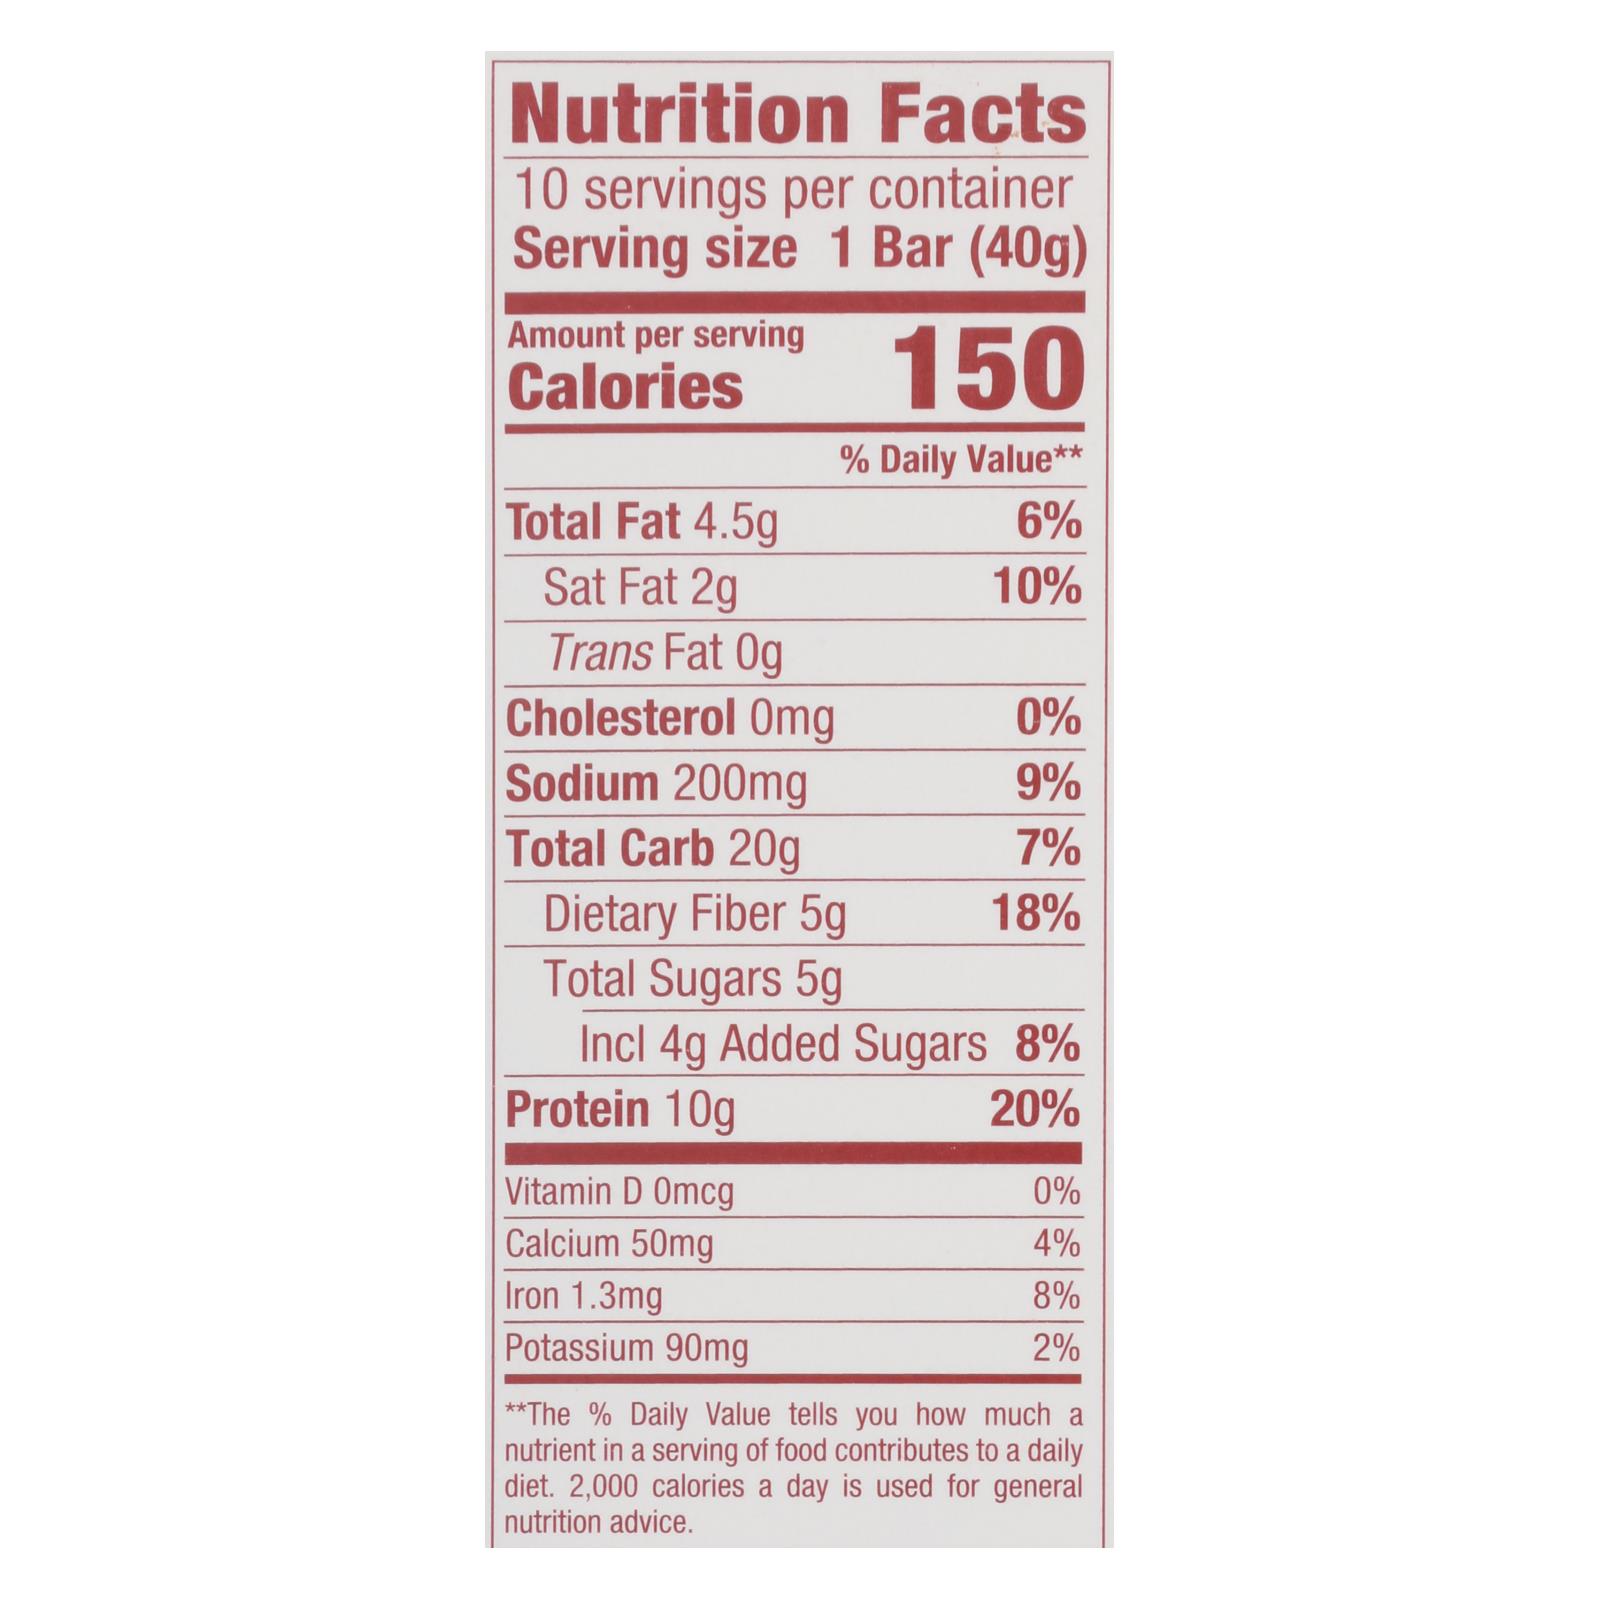 Nutrition Facts
10 servings per container
Serving size 1 Bar (40g)
Amount per serving
Calories 150
% Daily Value**
Total Fat 4.5g 6%
Sat Fat 2g 10%
Trans Fat 0g
Cholesterol 0mg 0%
Sodium 200mg 9%
Total Carb 20g 7%
Dietary Fiber 5g 18%
Total Sugars 5g
Incl 4g Added Sugars 8%
Protein 10g 20%
Vitamin D 0mcg 0%
Calcium 50mg 4%
Iron 1.3mg 8%
Potassium 90mg 2%
**The % Daily Value tells you how much a
nutrient in a serving of food contributes to a daily
diet. 2,000 calories a day is used for general
nutrition advice.